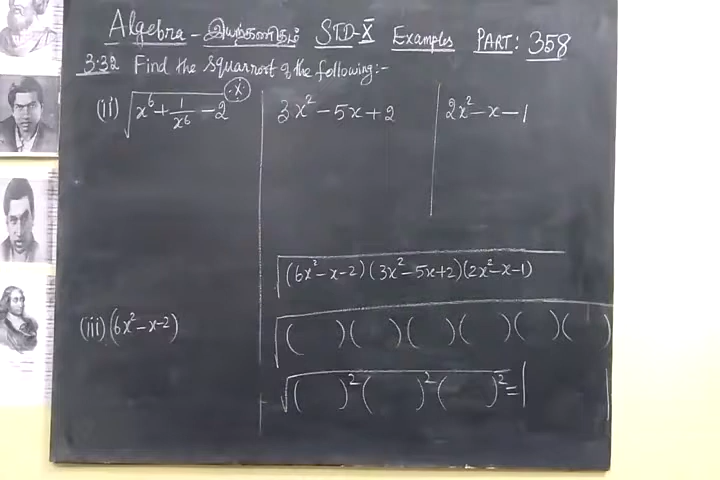 Algebra - இயற்கணிதம் STD-X Examples PART: 358
3.32 Find the squarroot of the following:-
(ii) √x⁶ + 1/x⁶ - 2 (x)
3x² - 5x + 2
2x² - x - 1
√(6x² - x - 2) (3x² - 5x + 2) (2x² - x - 1)
√( ) ( ) ( ) ( ) ( ) ( )
(iii) (6x² - x - 2)
√( )² ( )² ( )² = | |